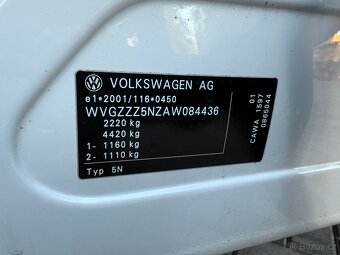 VOLKSWAGEN AG
e1*2001/116*0450
WVGZZZ5NZAW084436
2220 kg
4420 kg
1- 1160 kg
2- 1110 kg
Typ 5N
CAWA 1597 01
0865044